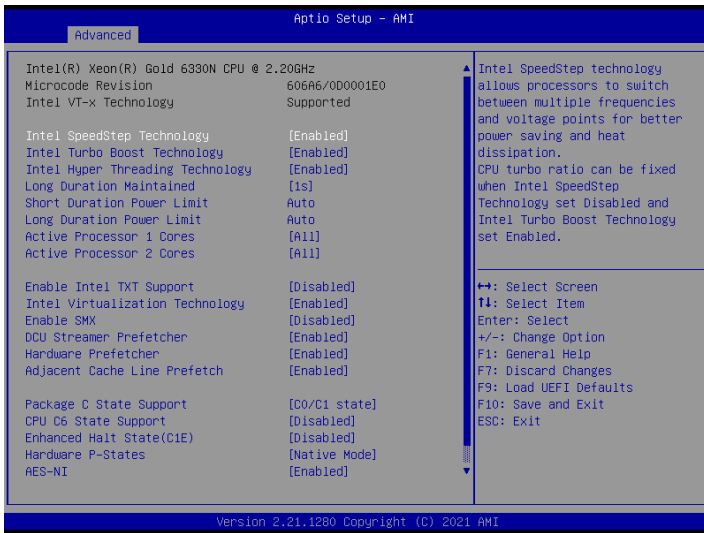 Aptio Setup - AMI
Advanced
Intel(R) Xeon(R) Gold 6330N CPU @ 2.20GHz
Microcode Revision 606A6/0D0001E0
Intel VT-x Technology Supported
Intel SpeedStep Technology [Enabled]
Intel Turbo Boost Technology [Enabled]
Intel Hyper Threading Technology [Enabled]
Long Duration Maintained [1s]
Short Duration Power Limit Auto
Long Duration Power Limit Auto
Active Processor 1 Cores [All]
Active Processor 2 Cores [All]
Enable Intel TXT Support [Disabled]
Intel Virtualization Technology [Enabled]
Enable SMX [Disabled]
DCU Streamer Prefetcher [Enabled]
Hardware Prefetcher [Enabled]
Adjacent Cache Line Prefetch [Enabled]
Package C State Support [C0/C1 state]
CPU C6 State Support [Disabled]
Enhanced Halt State(C1E) [Disabled]
Hardware P-States [Native Mode]
AES-NI [Enabled]
Intel SpeedStep technology
allows processors to switch
between multiple frequencies
and voltage points for better
power saving and heat
dissipation.
CPU turbo ratio can be fixed
when Intel SpeedStep
Technology set Disabled and
Intel Turbo Boost Technology
set Enabled.
↔: Select Screen
↑↓: Select Item
Enter: Select
+/-: Change Option
F1: General Help
F7: Discard Changes
F9: Load UEFI Defaults
F10: Save and Exit
ESC: Exit
Version 2.21.1280 Copyright (C) 2021 AMI